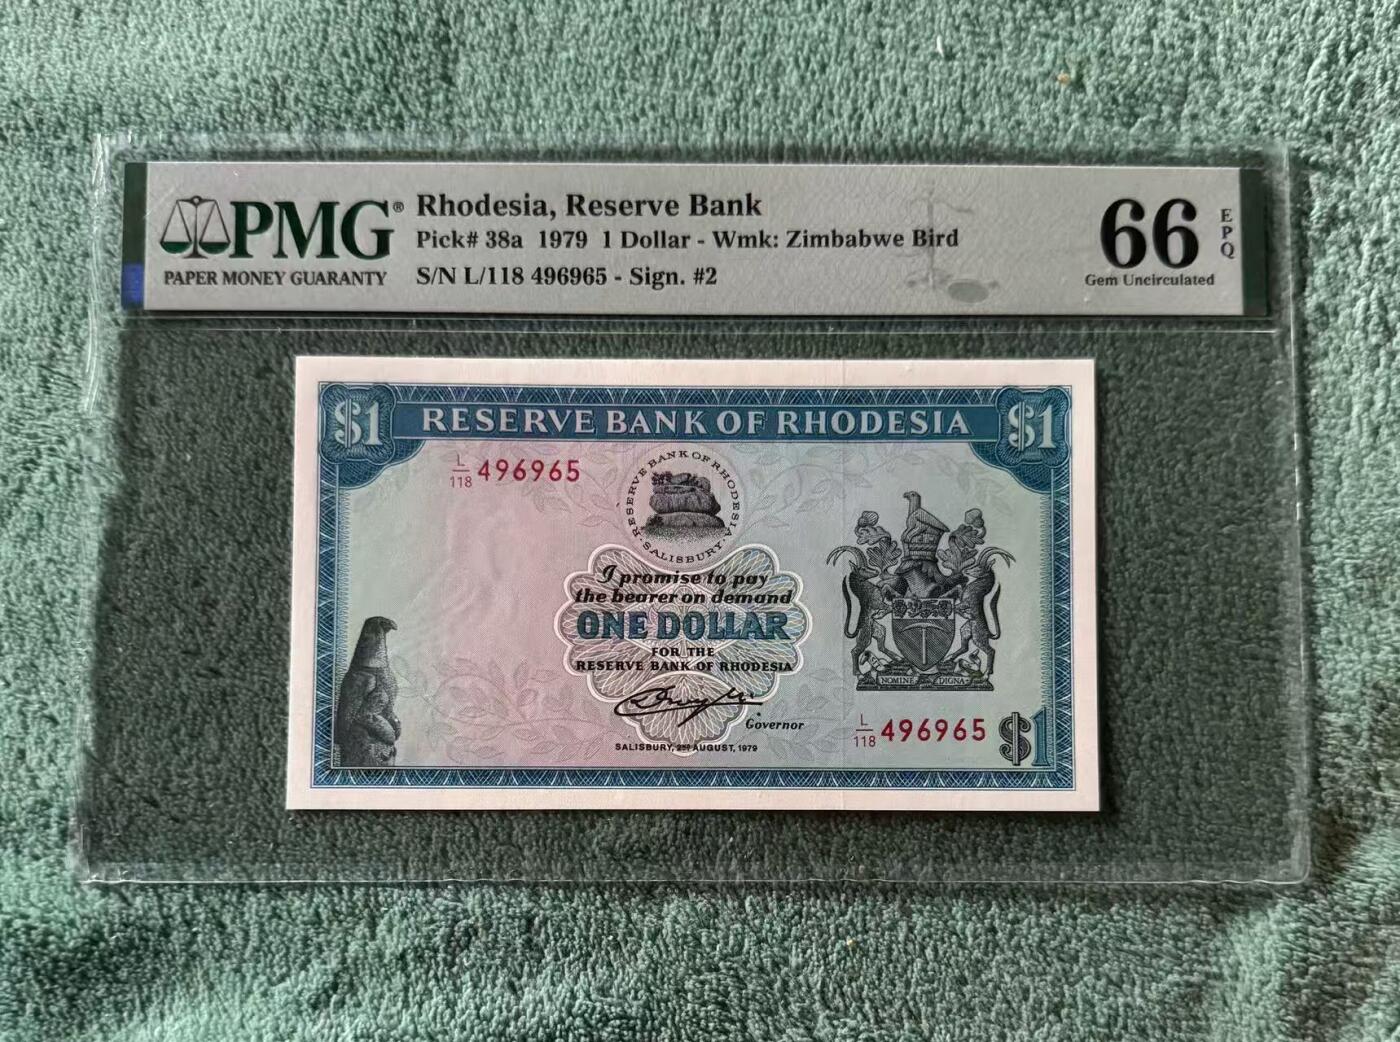 PMG®
PAPER MONEY GUARANTY
Rhodesia, Reserve Bank
Pick# 38a 1979 1 Dollar - Wmk: Zimbabwe Bird
S/N L/118 496965 - Sign. #2
66
EPQ
Gem Uncirculated
$1 RESERVE BANK OF RHODESIA $1
L/118 496965
RESERVE BANK OF RHODESIA
· SALISBURY ·
I promise to pay
the bearer on demand
ONE DOLLAR
FOR THE
RESERVE BANK OF RHODESIA
Governor
SALISBURY, 2ND AUGUST, 1979
NOMINE DIGNA
L/118 496965 $1